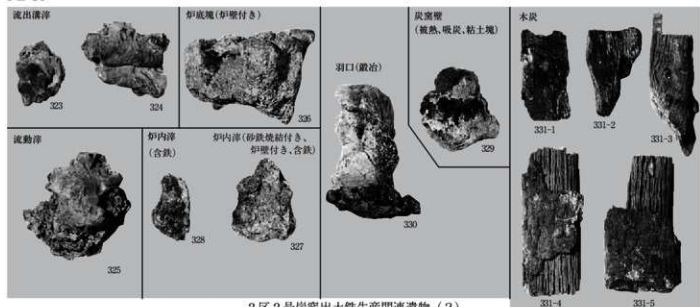 流出溝滓
323
324
炉底塊(炉壁付き)
326
羽口(鍛冶)
330
炭窯壁
(被熱、吸炭、粘土塊)
329
木炭
331-1
331-2
331-3
331-4
331-5
流動滓
325
炉内滓
(含鉄)
328
炉内滓(砂鉄焼結付き、
炉壁付き、含鉄)
327
2区2号炭窯出土鉄生産関連遺物(2)